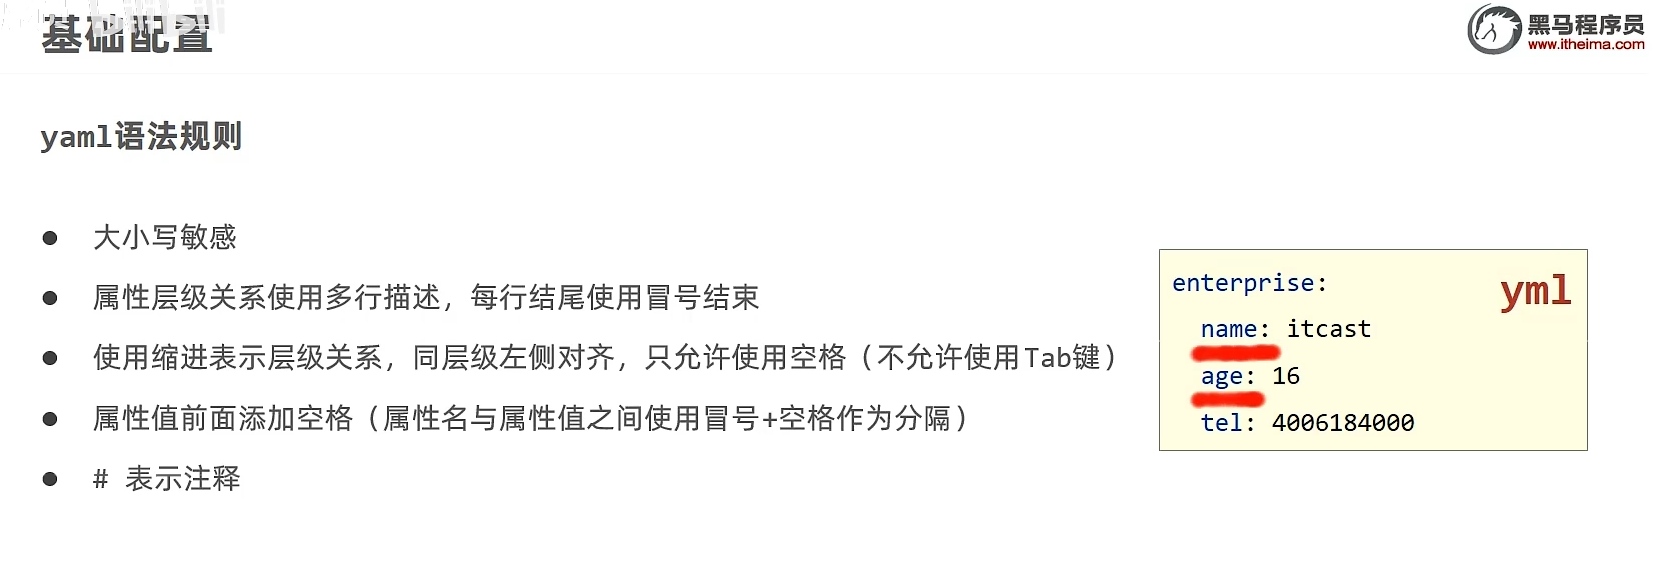 基础配置
黑马程序员
www.itheima.com
yaml语法规则
● 大小写敏感
● 属性层级关系使用多行描述，每行结尾使用冒号结束
● 使用缩进表示层级关系，同层级左侧对齐，只允许使用空格（不允许使用Tab键）
● 属性值前面添加空格（属性名与属性值之间使用冒号+空格作为分隔）
● # 表示注释
yml
enterprise:
  name: itcast
  age: 16
  tel: 4006184000